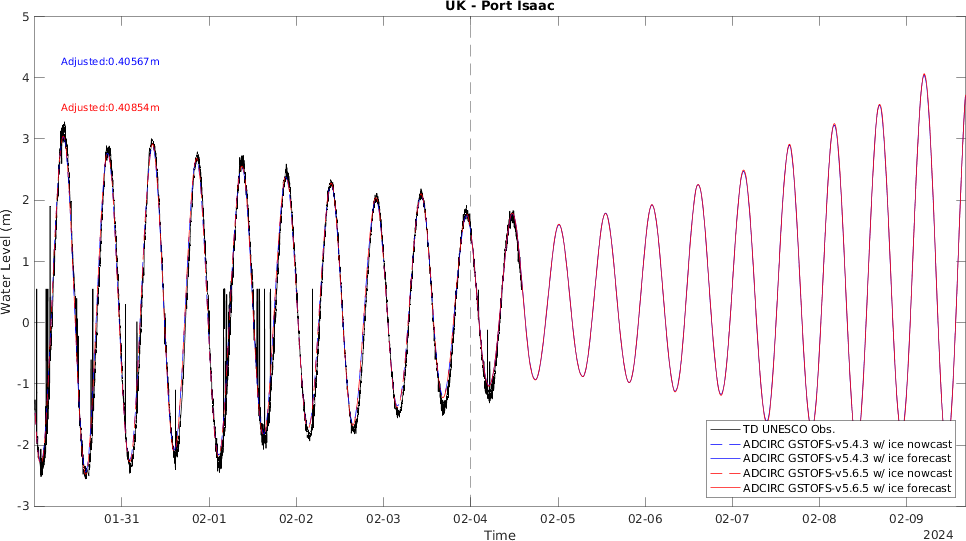 UK - Port Isaac
5
4
3
2
1
0
-1
-2
-3
Water Level (m)
Adjusted:0.40567m
Adjusted:0.40854m
TD UNESCO Obs.
ADCIRC GSTOFS-v5.4.3 w/ ice nowcast
ADCIRC GSTOFS-v5.4.3 w/ ice forecast
ADCIRC GSTOFS-v5.6.5 w/ ice nowcast
ADCIRC GSTOFS-v5.6.5 w/ ice forecast
01-31 02-01 02-02 02-03 02-04 02-05 02-06 02-07 02-08 02-09
Time
2024